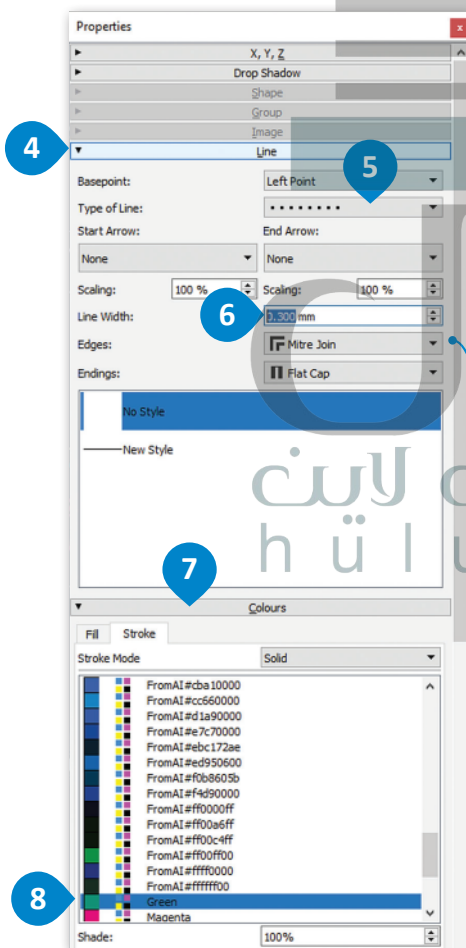 Properties
x
X, Y, Z
Drop Shadow
Shape
Group
Image
4
Line
5
Basepoint: Left Point
Type of Line:
Start Arrow: End Arrow:
None None
Scaling: 100 % Scaling: 100 %
6
Line Width: 0.300 mm
Edges: Mitre Join
Endings: Flat Cap
No Style
New Style
لاين
hül
7
Colours
Fill Stroke
Stroke Mode Solid
FromAI#cba10000
FromAI#cc660000
FromAI#d1a90000
FromAI#e7c70000
FromAI#ebc172ae
FromAI#ed950600
FromAI#f0b8605b
FromAI#f4d90000
FromAI#ff0000ff
FromAI#ff00a6ff
FromAI#ff00c4ff
FromAI#ff00ff00
FromAI#ffff0000
FromAI#ffffff00
8
Green
Magenta
Shade: 100%